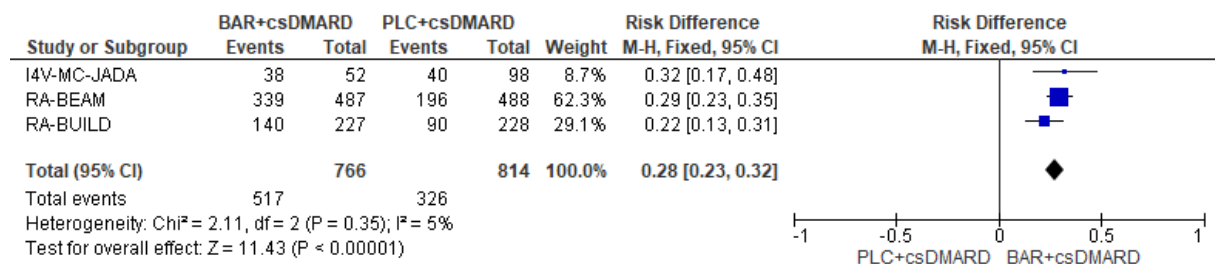 BAR+csDMARD PLC+csDMARD Risk Difference Risk Difference
Study or Subgroup Events Total Events Total Weight M-H, Fixed, 95% CI M-H, Fixed, 95% CI
I4V-MC-JADA 38 52 40 98 8.7% 0.32 [0.17, 0.48]
RA-BEAM 339 487 196 488 62.3% 0.29 [0.23, 0.35]
RA-BUILD 140 227 90 228 29.1% 0.22 [0.13, 0.31]
Total (95% CI) 766 814 100.0% 0.28 [0.23, 0.32]
Total events 517 326
Heterogeneity: Chi² = 2.11, df = 2 (P = 0.35); I² = 5%
Test for overall effect: Z = 11.43 (P < 0.00001)
-1 -0.5 0 0.5 1
PLC+csDMARD BAR+csDMARD